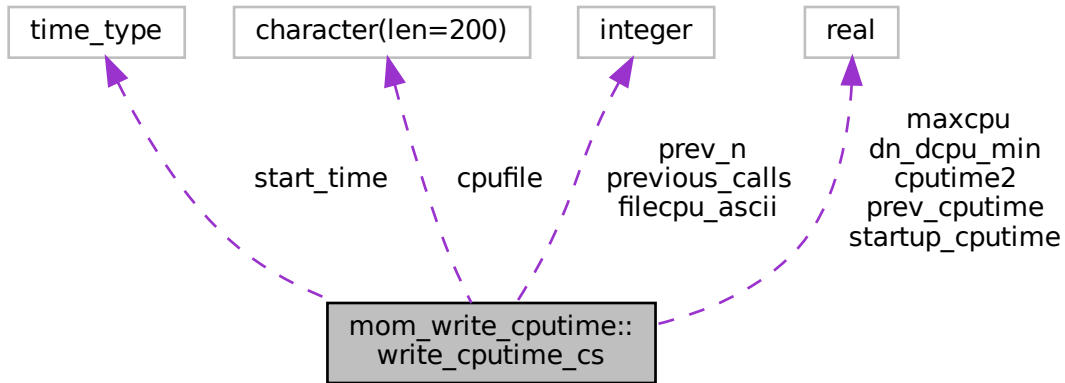 time_type
character(len=200)
integer
real
start_time
cpufile
prev_n
previous_calls
filecpu_ascii
maxcpu
dn_dcpu_min
cputime2
prev_cputime
startup_cputime
mom_write_cputime::
write_cputime_cs